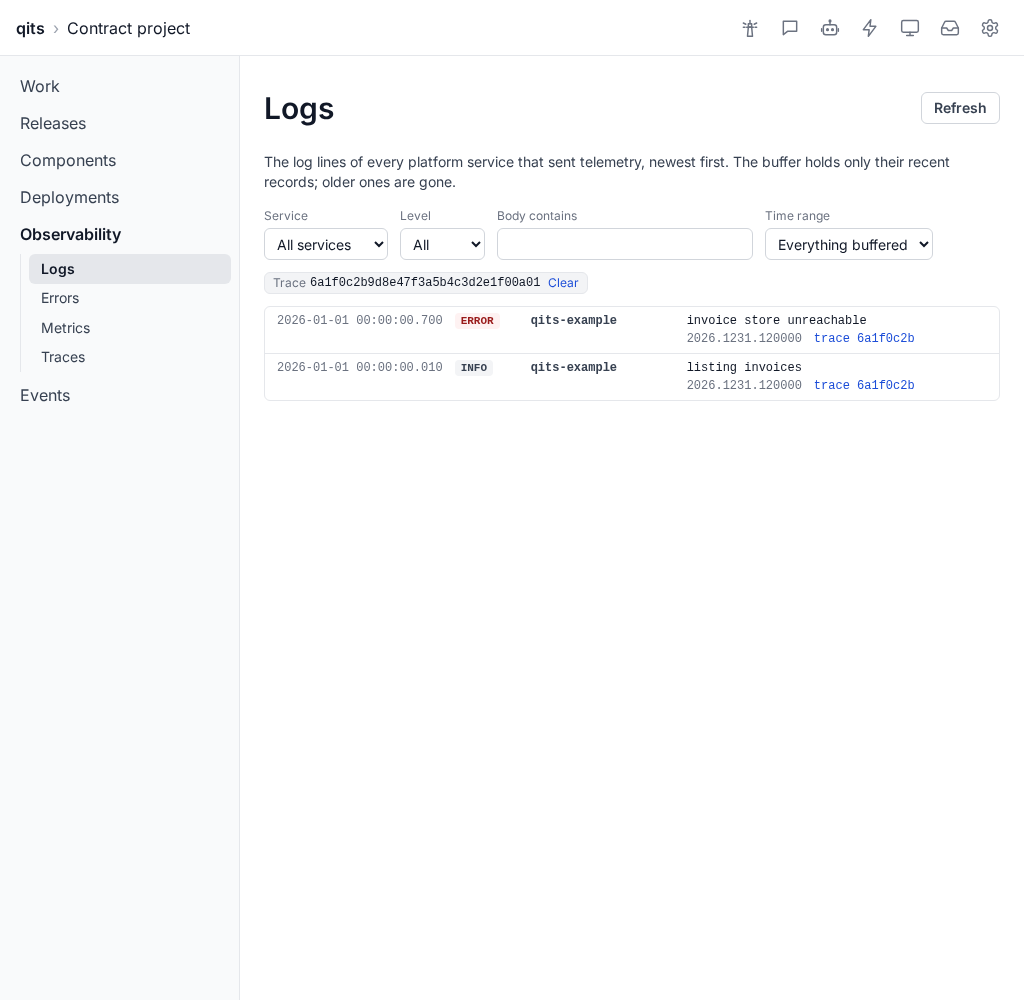 qits › Contract project
Work
Releases
Components
Deployments
Observability
Logs
Errors
Metrics
Traces
Events
Logs
Refresh
The log lines of every platform service that sent telemetry, newest first. The buffer holds only their recent
records; older ones are gone.
Service Level Body contains Time range
All services All Everything buffered
Trace 6a1f0c2b9d8e47f3a5b4c3d2e1f00a01 Clear
2026-01-01 00:00:00.700 ERROR qits-example invoice store unreachable
2026.1231.120000 trace 6a1f0c2b
2026-01-01 00:00:00.010 INFO qits-example listing invoices
2026.1231.120000 trace 6a1f0c2b